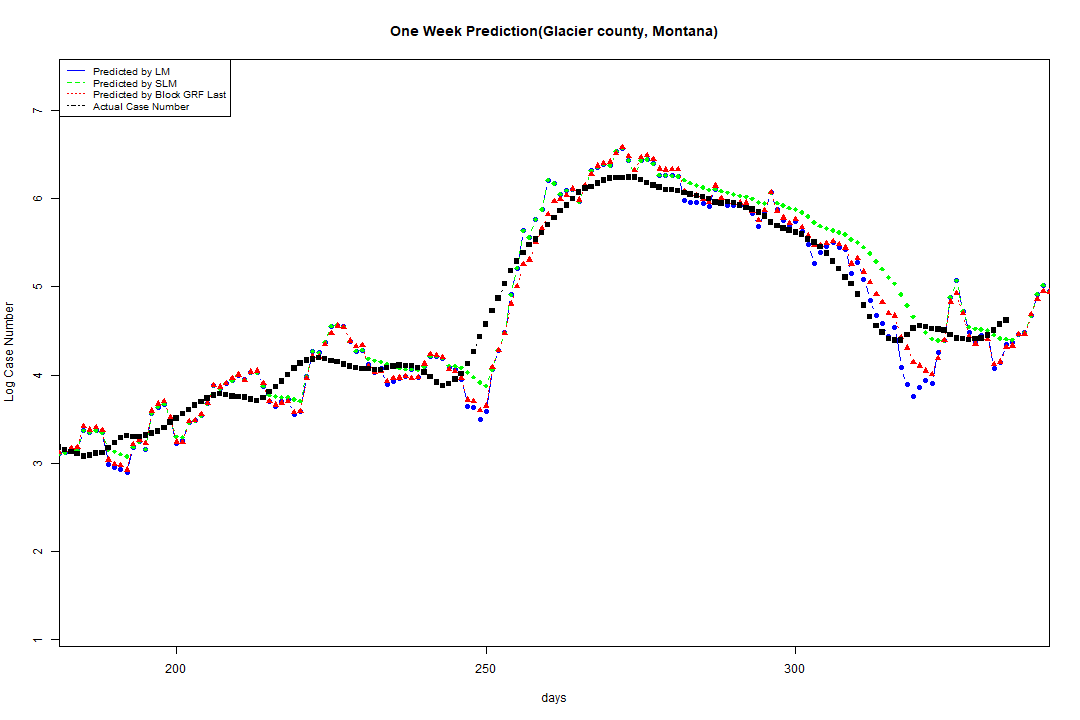 One Week Prediction(Glacier county, Montana)
Predicted by LM
Predicted by SLM
Predicted by Block GRF Last
Actual Case Number
7
6
5
4
3
2
1
Log Case Number
200
250
300
days